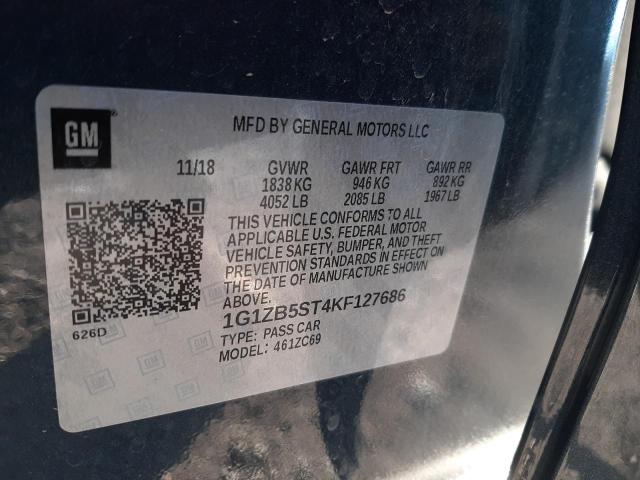 GM®
MFD BY GENERAL MOTORS LLC
11/18 GVWR GAWR FRT GAWR RR
1838 KG 946 KG 892 KG
4052 LB 2085 LB 1967 LB
THIS VEHICLE CONFORMS TO ALL
APPLICABLE U.S. FEDERAL MOTOR
VEHICLE SAFETY, BUMPER, AND THEFT
PREVENTION STANDARDS IN EFFECT ON
THE DATE OF MANUFACTURE SHOWN
ABOVE.
626D
1G1ZB5ST4KF127686
TYPE: PASS CAR
MODEL: 461ZC69